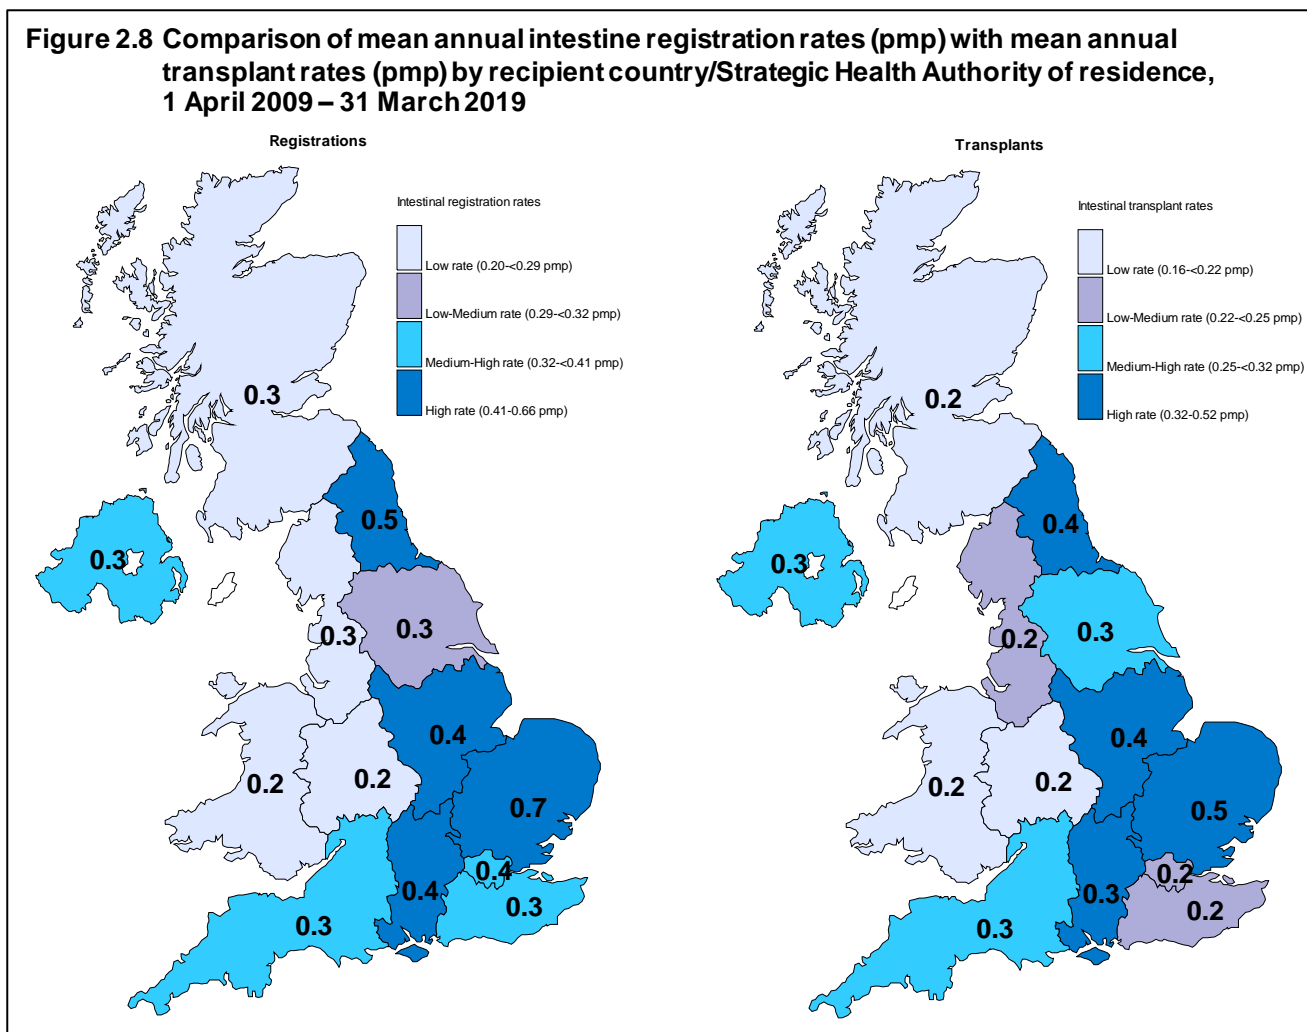 Figure 2.8 Comparison of mean annual intestine registration rates (pmp) with mean annual
transplant rates (pmp) by recipient country/Strategic Health Authority of residence,
1 April 2009 – 31 March 2019
Registrations
Intestinal registration rates
Low rate (0.20-<0.29 pmp)
Low-Medium rate (0.29-<0.32 pmp)
Medium-High rate (0.32-<0.41 pmp)
High rate (0.41-0.66 pmp)
0.3
0.5
0.3
0.3
0.3
0.4
0.2
0.2
0.7
0.4
0.4
0.3
0.3
Transplants
Intestinal transplant rates
Low rate (0.16-<0.22 pmp)
Low-Medium rate (0.22-<0.25 pmp)
Medium-High rate (0.25-<0.32 pmp)
High rate (0.32-0.52 pmp)
0.2
0.4
0.3
0.3
0.2
0.4
0.2
0.2
0.5
0.2
0.3
0.2
0.3